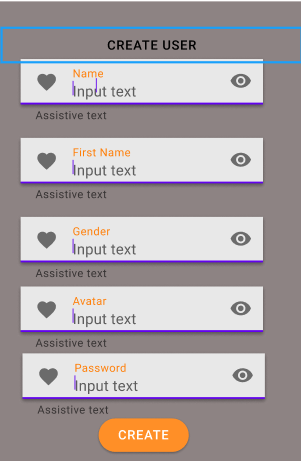 CREATE USER
Name
Input text
Assistive text
First Name
Input text
Assistive text
Gender
Input text
Assistive text
Avatar
Input text
Assistive text
Password
Input text
Assistive text
CREATE